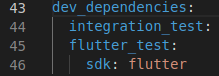 43 dev_dependencies:
44 integration_test:
45 flutter_test:
46 sdk: flutter